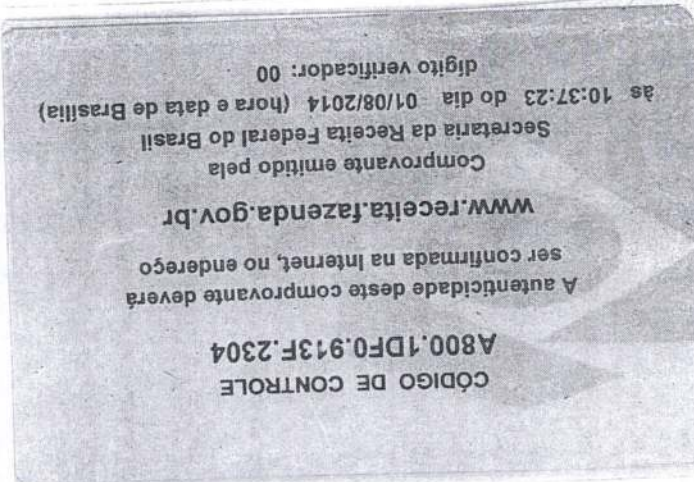 CÓDIGO DE CONTROLE
A800.1DF0.913F.2304
A autenticidade deste comprovante deverá
ser confirmada na Internet, no endereço
www.receita.fazenda.gov.br
Comprovante emitido pela
Secretaria da Receita Federal do Brasil
às 10:37:23 do dia 01/08/2014 (hora e data de Brasília)
dígito verificador: 00